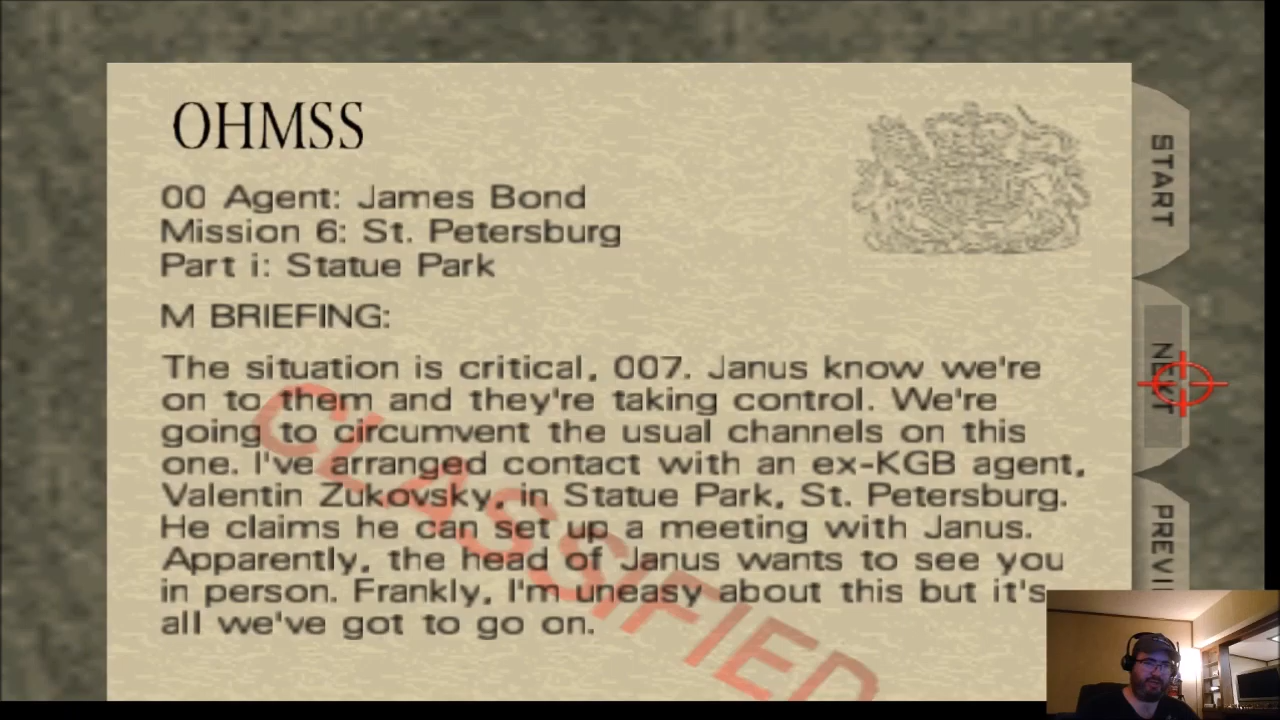 OHMSS
00 Agent: James Bond
Mission 6: St. Petersburg
Part i: Statue Park
M BRIEFING:
The situation is critical, 007. Janus know we're
on to them and they're taking control. We're
going to circumvent the usual channels on this
one. I've arranged contact with an ex-KGB agent,
Valentin Zukovsky, in Statue Park, St. Petersburg.
He claims he can set up a meeting with Janus.
Apparently, the head of Janus wants to see you
in person. Frankly, I'm uneasy about this but it's
all we've got to go on.
CLASSIFIED
START
NEXT
PREVI